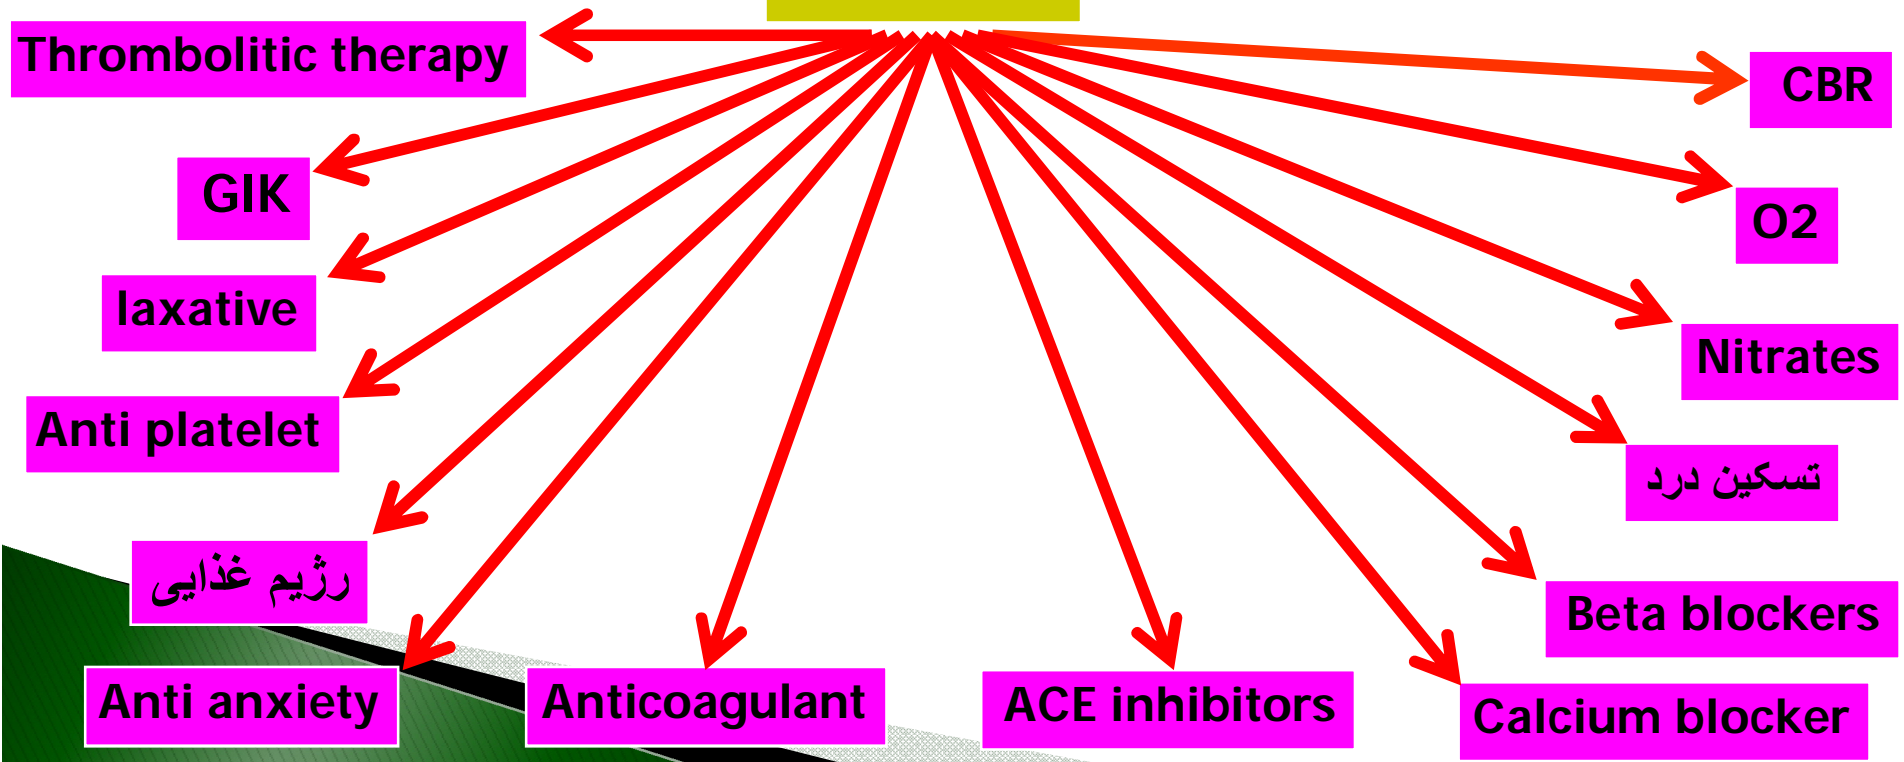 Thrombolitic therapy
CBR
GIK
O2
laxative
Nitrates
Anti platelet
تسکین درد
رژیم غذایی
Beta blockers
Anti anxiety
Anticoagulant
ACE inhibitors
Calcium blocker